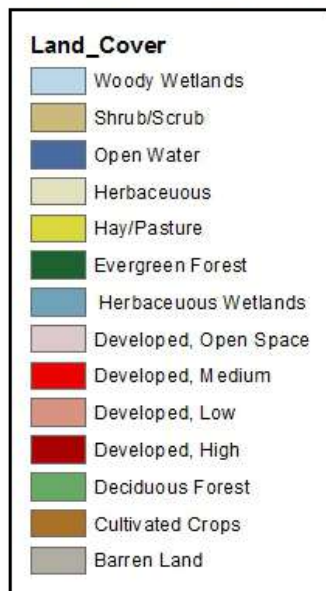 Land_Cover
Woody Wetlands
Shrub/Scrub
Open Water
Herbaceuous
Hay/Pasture
Evergreen Forest
Herbaceuous Wetlands
Developed, Open Space
Developed, Medium
Developed, Low
Developed, High
Deciduous Forest
Cultivated Crops
Barren Land